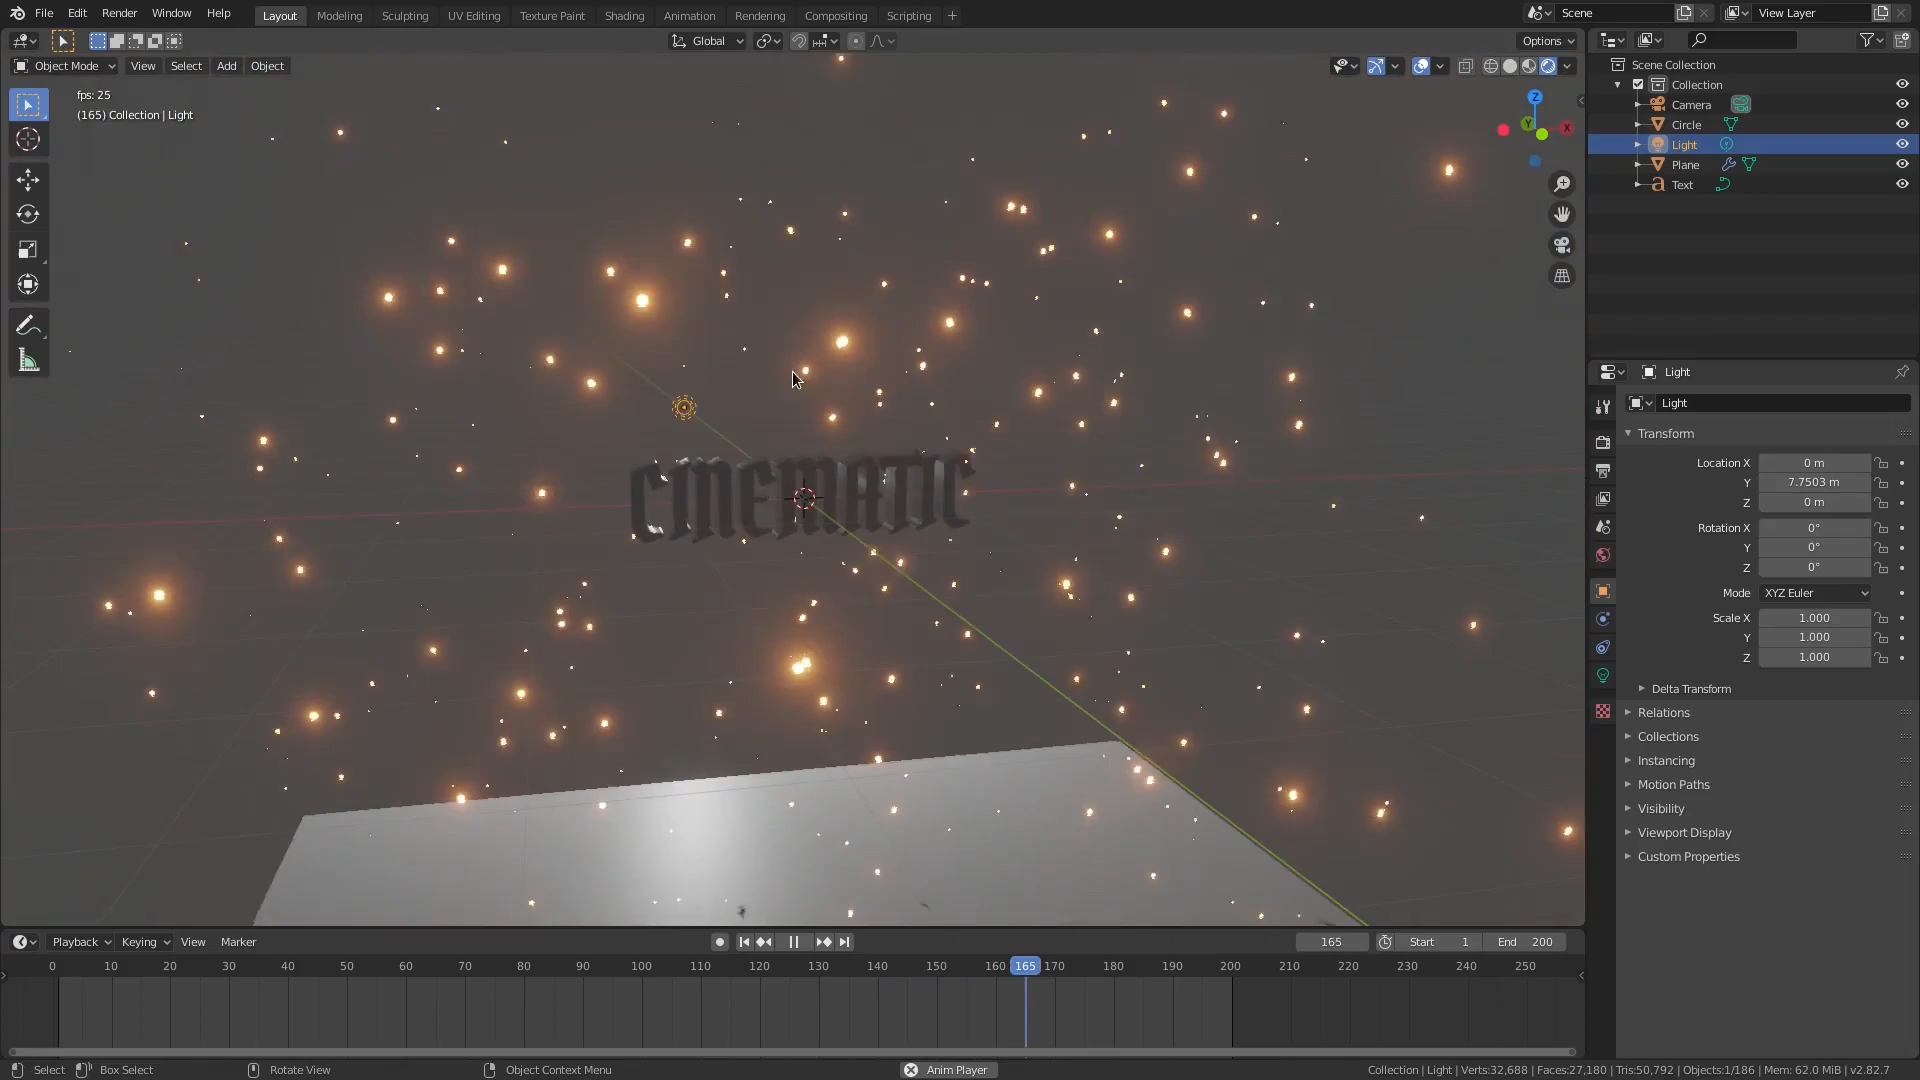 File Edit Render Window Help Layout Modeling Sculpting UV Editing Texture Paint Shading Animation Rendering Compositing Scripting + Scene View Layer
Global Options
Object Mode View Select Add Object
fps: 25
(165) Collection | Light
Z
Y
X
CINEMATIC
Scene Collection
Collection
Camera
Circle
Light
Plane
Text
Light
Light
Transform
Location X 0 m
Y 7.7503 m
Z 0 m
Rotation X 0°
Y 0°
Z 0°
Mode XYZ Euler
Scale X 1.000
Y 1.000
Z 1.000
Delta Transform
Relations
Collections
Instancing
Motion Paths
Visibility
Viewport Display
Custom Properties
Playback Keying View Marker 165 Start 1 End 200
0 10 20 30 40 50 60 70 80 90 100 110 120 130 140 150 160 165 170 180 190 200 210 220 230 240 250
Select Box Select Rotate View Object Context Menu Anim Player Collection | Light | Verts:32,688 | Faces:27,180 | Tris:50,792 | Objects:1/186 | Mem: 62.0 MiB | v2.82.7